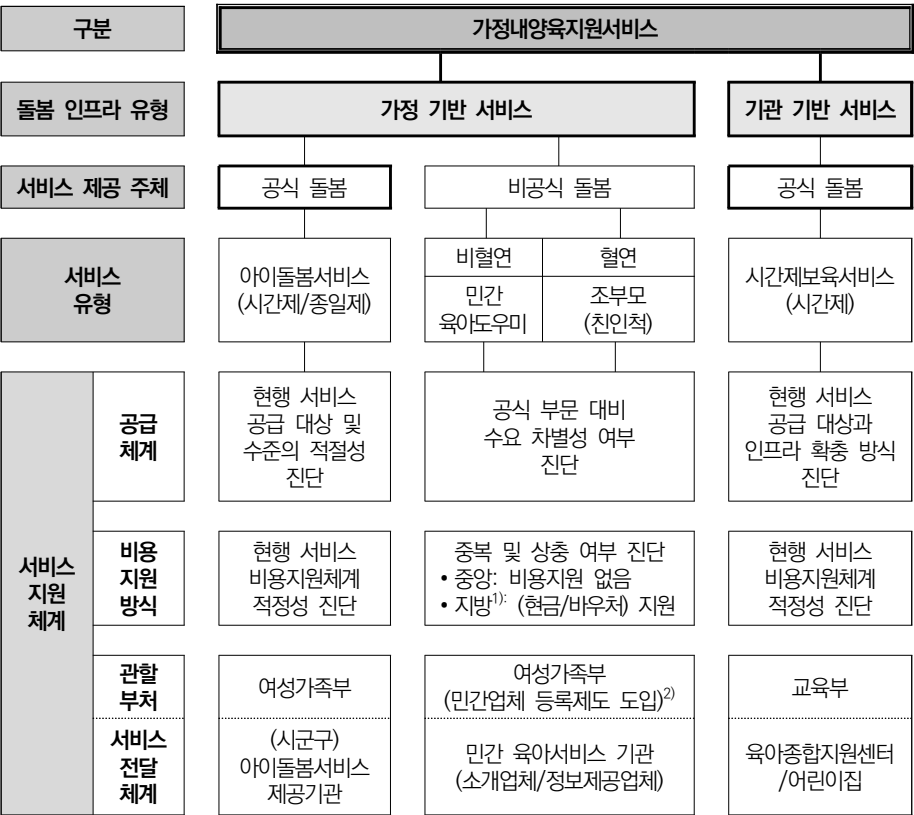 구분
가정내양육지원서비스
돌봄 인프라 유형
가정 기반 서비스
기관 기반 서비스
서비스 제공 주체
공식 돌봄
비공식 돌봄
공식 돌봄
서비스
유형
아이돌봄서비스
(시간제/종일제)
비혈연
혈연
민간
육아도우미
조부모
(친인척)
시간제보육서비스
(시간제)
서비스
지원
체계
공급
체계
현행 서비스
공급 대상 및
수준의 적절성
진단
공식 부문 대비
수요 차별성 여부
진단
현행 서비스
공급 대상과
인프라 확충 방식
진단
비용
지원
방식
현행 서비스
비용지원체계
적정성 진단
중복 및 상충 여부 진단
• 중앙: 비용지원 없음
• 지방1): (현금/바우처) 지원
현행 서비스
비용지원체계
적정성 진단
관할
부처
여성가족부
여성가족부
(민간업체 등록제도 도입)2)
교육부
서비스
전달
체계
(시군구)
아이돌봄서비스
제공기관
민간 육아서비스 기관
(소개업체/정보제공업체)
육아종합지원센터
/어린이집